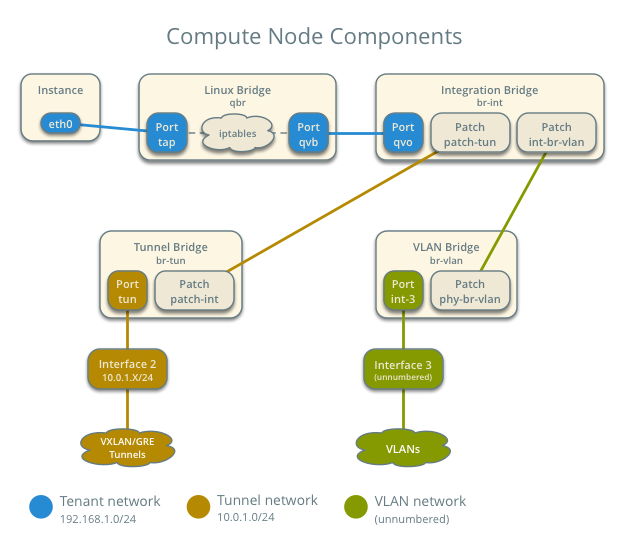 Compute Node Components
Instance
eth0
Linux Bridge
qbr
Port
tap
iptables
Port
qvb
Integration Bridge
br-int
Port
qvo
Patch
patch-tun
Patch
int-br-vlan
Tunnel Bridge
br-tun
Port
tun
Patch
patch-int
VLAN Bridge
br-vlan
Port
int-3
Patch
phy-br-vlan
Interface 2
10.0.1.X/24
Interface 3
(unnumbered)
VXLAN/GRE
Tunnels
VLANs
Tenant network
192.168.1.0/24
Tunnel network
10.0.1.0/24
VLAN network
(unnumbered)